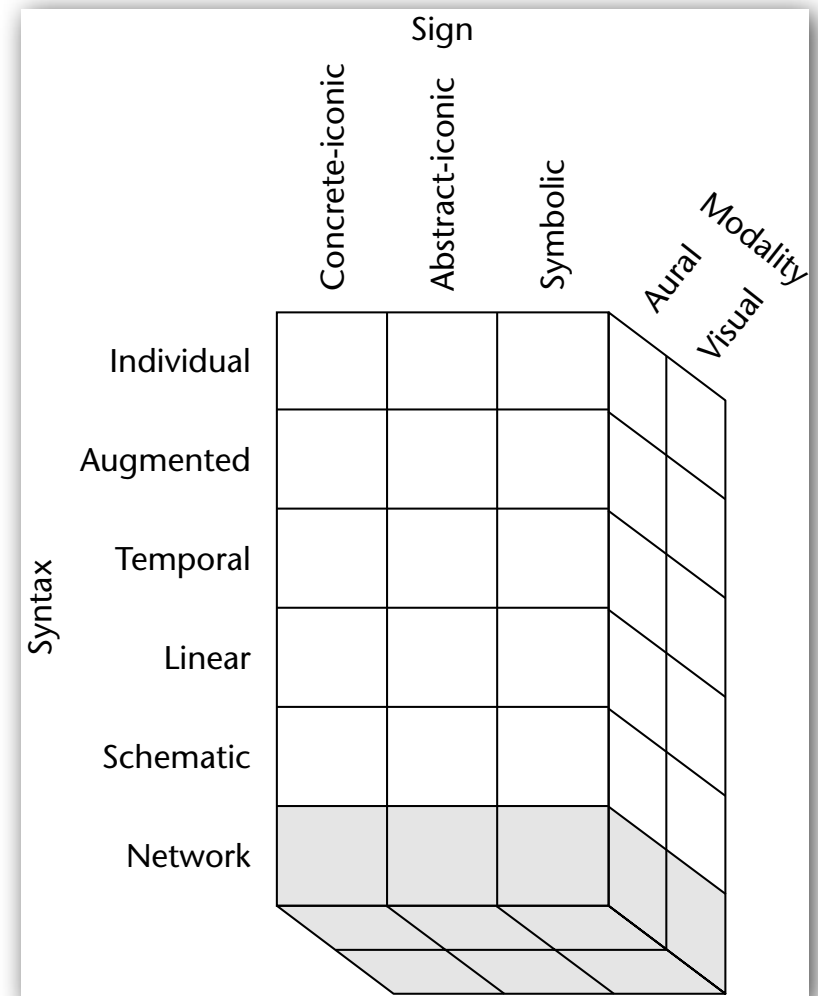 Sign
Concrete-iconic
Abstract-iconic
Symbolic
Modality
Aural
Visual
Syntax
Individual
Augmented
Temporal
Linear
Schematic
Network